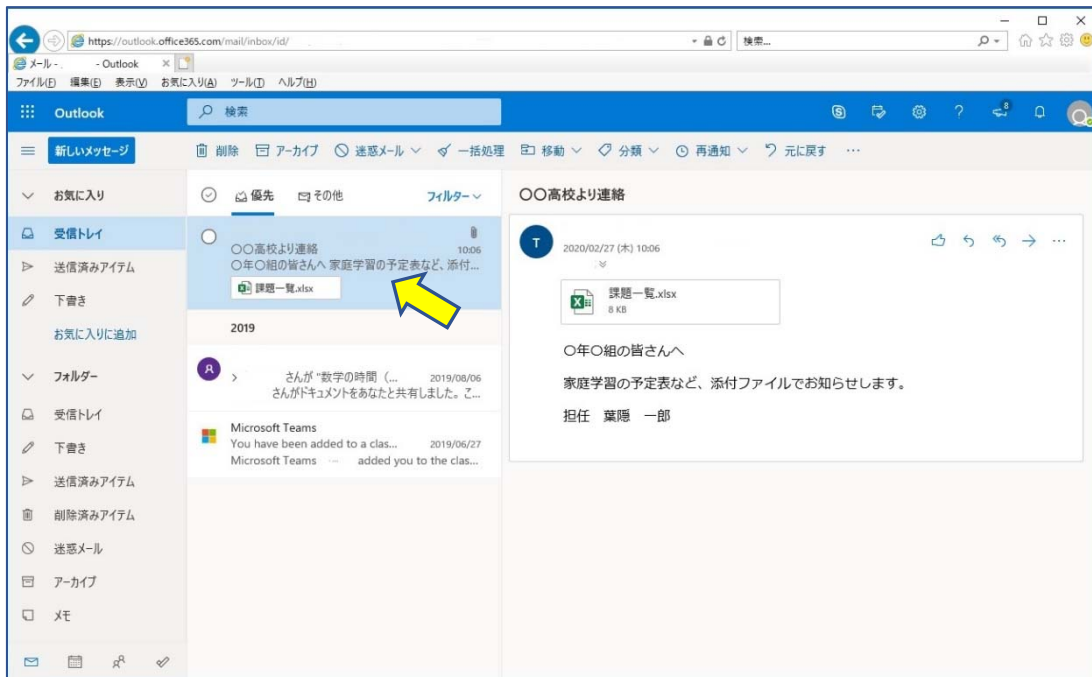 https://outlook.office365.com/mail/inbox/id/
検索...
メール - - Outlook
ファイル(F) 編集(E) 表示(V) お気に入り(A) ツール(T) ヘルプ(H)
Outlook
検索
8
新しいメッセージ
削除 アーカイブ 迷惑メール 一括処理 移動 分類 再通知 元に戻す ...
お気に入り
受信トレイ
送信済みアイテム
下書き
お気に入りに追加
フォルダー
受信トレイ
下書き
送信済みアイテム
削除済みアイテム
迷惑メール
アーカイブ
メモ
優先 その他 フィルター
〇〇高校より連絡 10:06
〇年〇組の皆さんへ 家庭学習の予定表など、添付...
課題一覧.xlsx
2019
A
さんが "数学の時間 (... 2019/08/06
さんがドキュメントをあなたと共有しました。こ...
Microsoft Teams
You have been added to a clas... 2019/06/27
Microsoft Teams added you to the clas...
〇〇高校より連絡
T
2020/02/27 (木) 10:06
課題一覧.xlsx
8 KB
〇年〇組の皆さんへ
家庭学習の予定表など、添付ファイルでお知らせします。
担任 葉隠 一郎